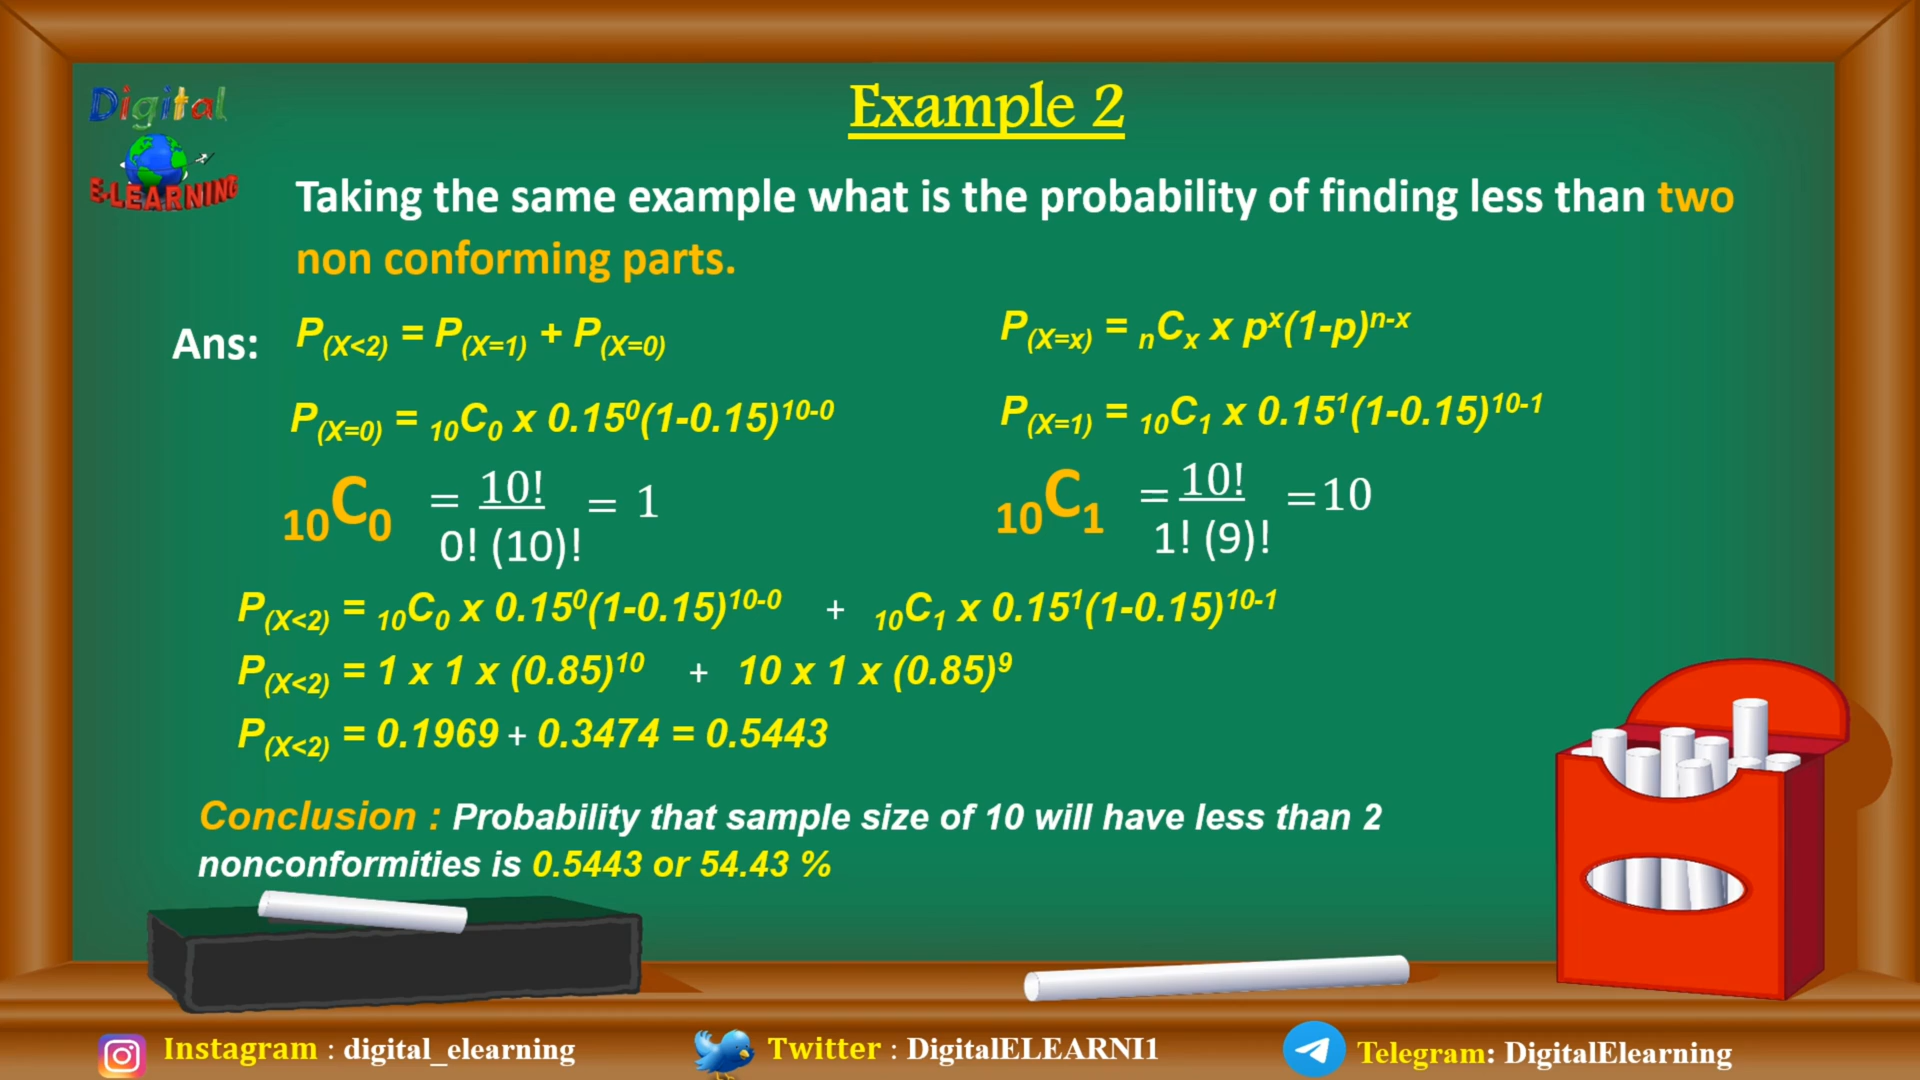 Digital
E-LEARNING
Example 2
Taking the same example what is the probability of finding less than two
non conforming parts.
Ans: P(X<2) = P(X=1) + P(X=0)
P(X=x) = nCx x pˣ(1-p)ⁿ⁻ˣ
P(X=0) = ₁₀C₀ x 0.15⁰(1-0.15)¹⁰⁻⁰
P(X=1) = ₁₀C₁ x 0.15¹(1-0.15)¹⁰⁻¹
₁₀C₀ = 10! = 1
0! (10)!
₁₀C₁ = 10! = 10
1! (9)!
P(X<2) = ₁₀C₀ x 0.15⁰(1-0.15)¹⁰⁻⁰ + ₁₀C₁ x 0.15¹(1-0.15)¹⁰⁻¹
P(X<2) = 1 x 1 x (0.85)¹⁰ + 10 x 1 x (0.85)⁹
P(X<2) = 0.1969 + 0.3474 = 0.5443
Conclusion : Probability that sample size of 10 will have less than 2
nonconformities is 0.5443 or 54.43 %
Instagram : digital_elearning
Twitter : DigitalELEARNI1
Telegram: DigitalElearning